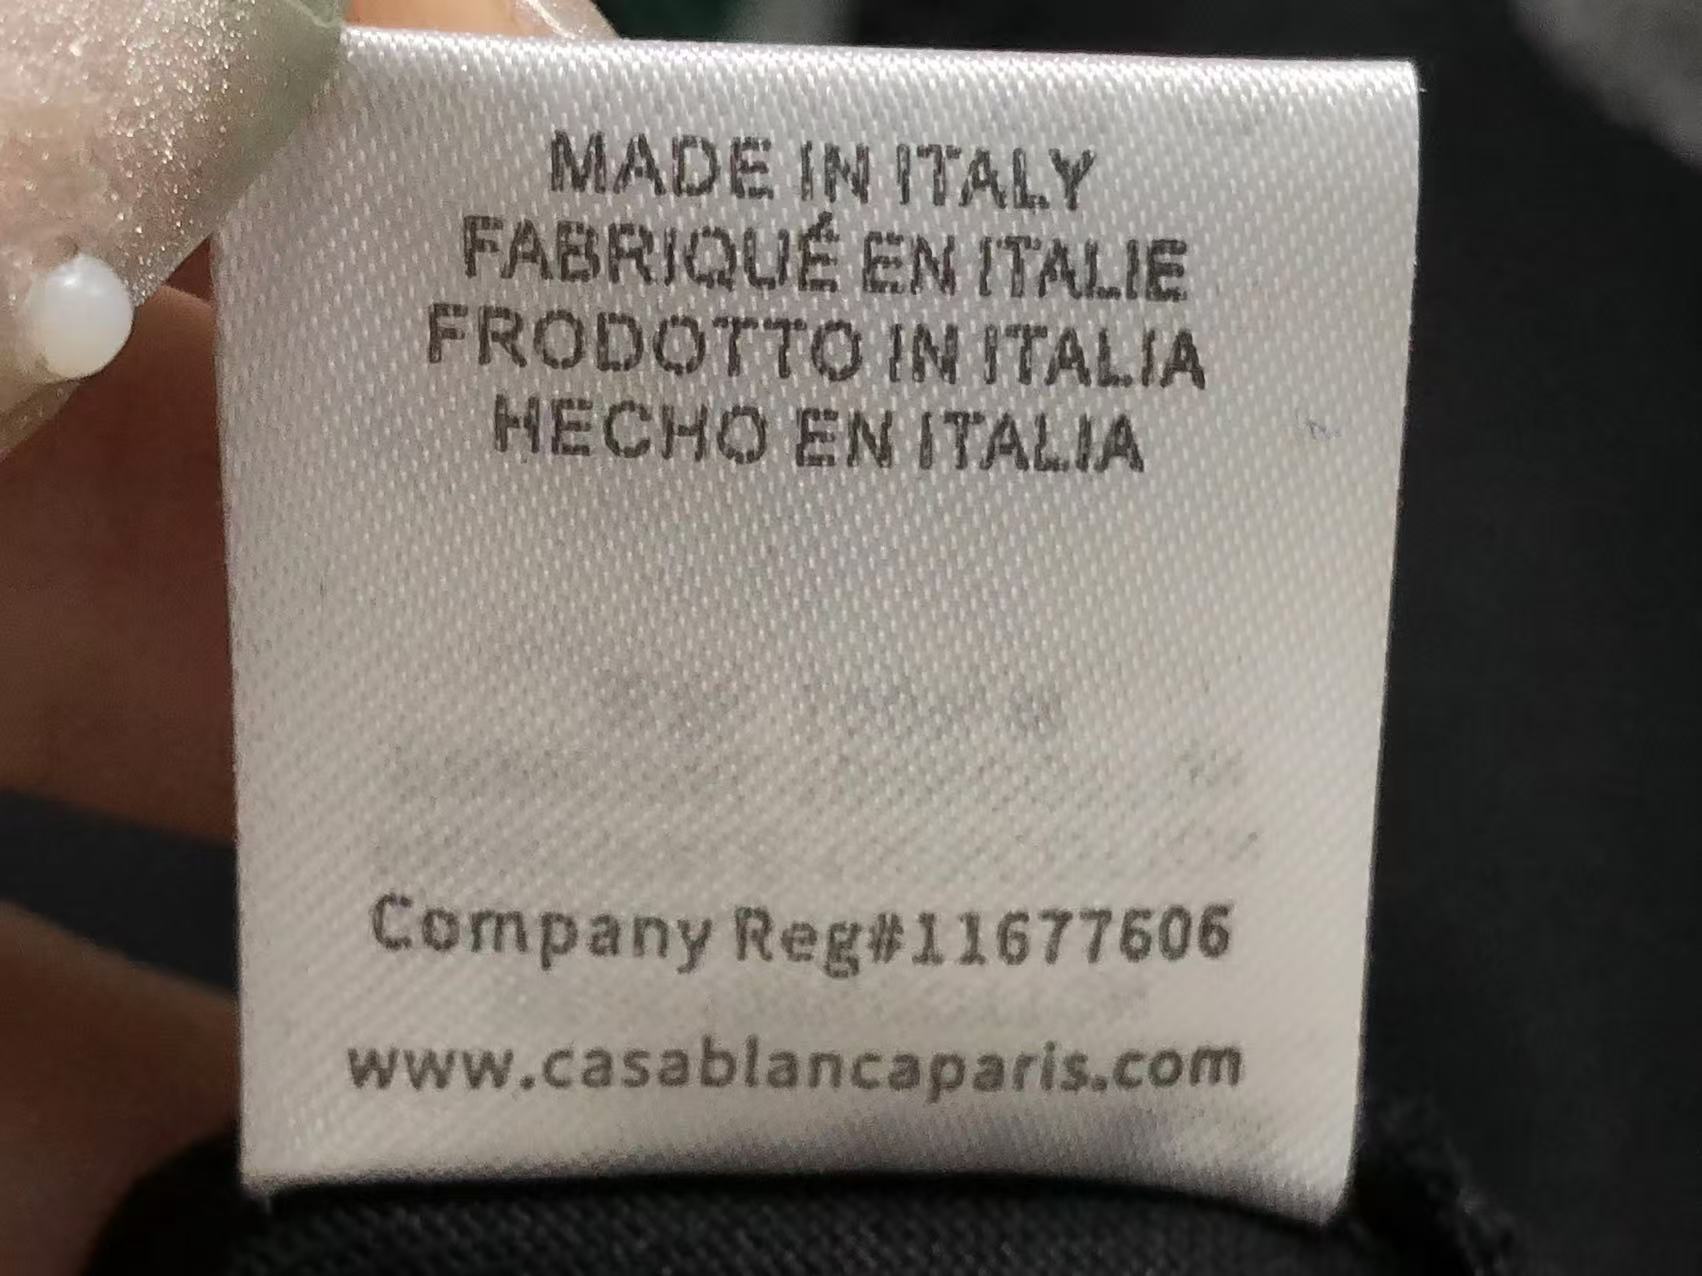 MADE IN ITALY
FABRIQUÉ EN ITALIE
FRODOTTO IN ITALIA
HECHO EN ITALIA
Company Reg#11677606
www.casablancaparis.com